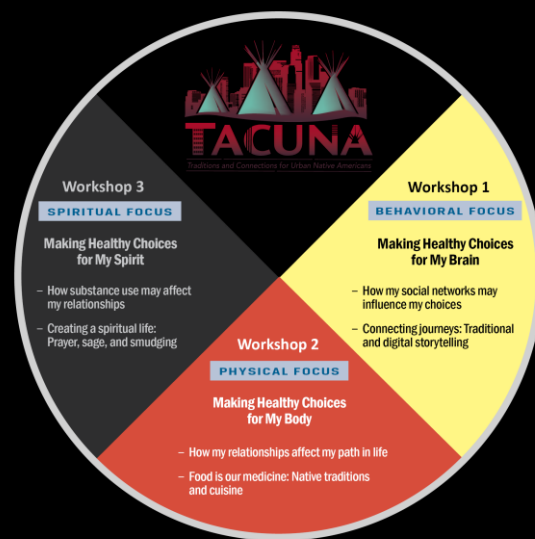 TACUNA
Traditions and Connections for Urban Native Americans
Workshop 3
SPIRITUAL FOCUS
Making Healthy Choices
for My Spirit
– How substance use may affect
my relationships
– Creating a spiritual life:
Prayer, sage, and smudging
Workshop 1
BEHAVIORAL FOCUS
Making Healthy Choices
for My Brain
– How my social networks may
influence my choices
– Connecting journeys: Traditional
and digital storytelling
Workshop 2
PHYSICAL FOCUS
Making Healthy Choices
for My Body
– How my relationships affect my path in life
– Food is our medicine: Native traditions
and cuisine